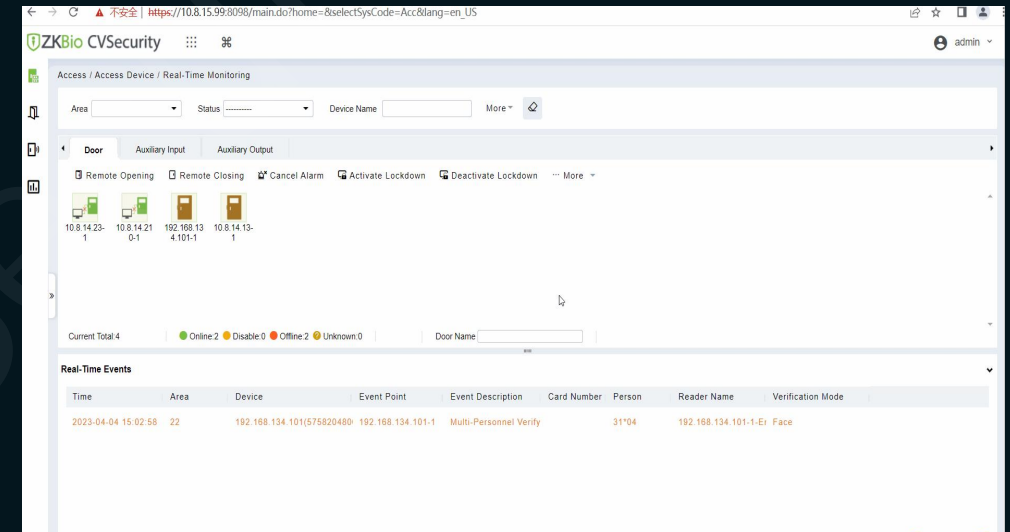 不安全 | https://10.8.15.99:8098/main.do?home=&selectSysCode=Acc&lang=en_US
ZKBio CVSecurity admin
Access / Access Device / Real-Time Monitoring
Area Status ---------- Device Name More
Door Auxiliary Input Auxiliary Output
Remote Opening Remote Closing Cancel Alarm Activate Lockdown Deactivate Lockdown ··· More
10.8.14.23- 10.8.14.21 192.168.13 10.8.14.13-
1 0-1 4.101-1 1
Current Total:4 Online:2 Disable:0 Offline:2 Unknown:0 Door Name
Real-Time Events
Time Area Device Event Point Event Description Card Number Person Reader Name Verification Mode
2023-04-04 15:02:58 22 192.168.134.101(575820480 192.168.134.101-1 Multi-Personnel Verify 31*04 192.168.134.101-1-E Face